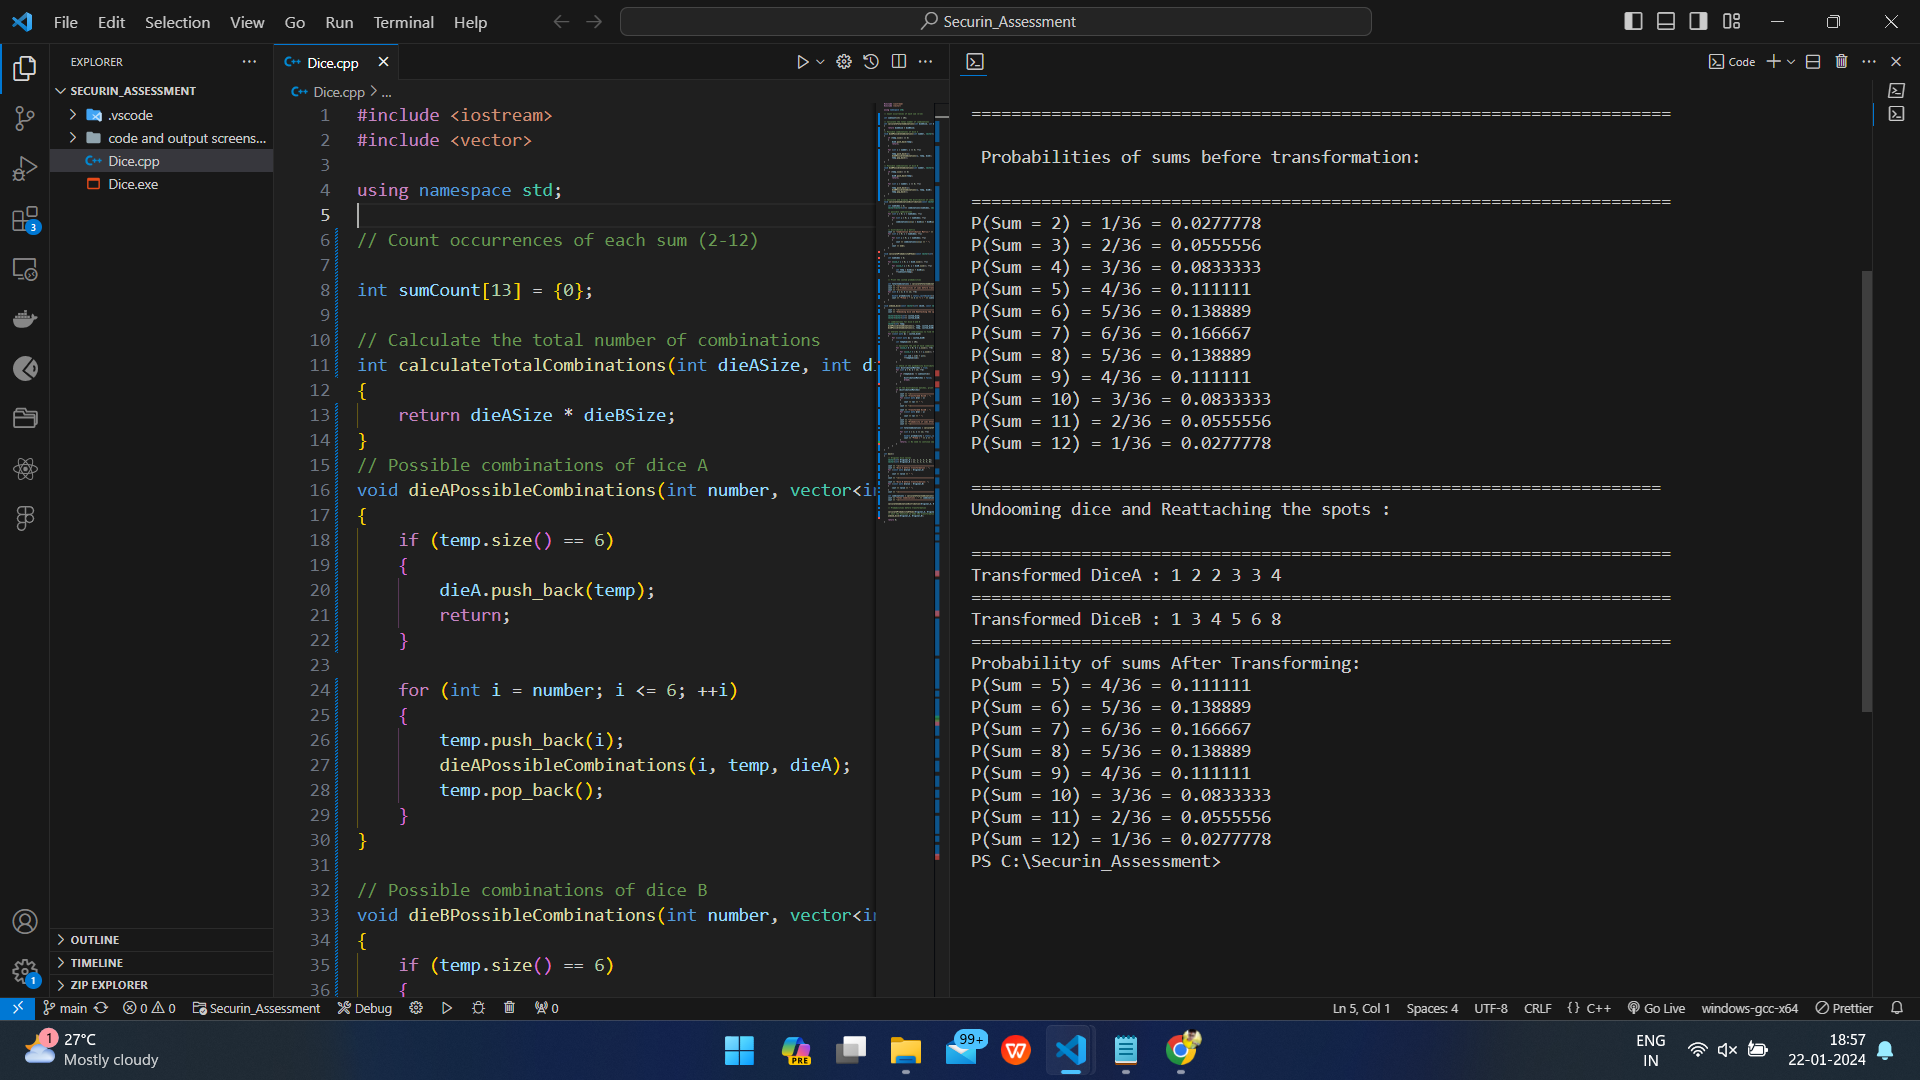 File Edit Selection View Go Run Terminal Help
Securin_Assessment
EXPLORER
SECURIN_ASSESSMENT
.vscode
code and output screens...
Dice.cpp
Dice.exe
OUTLINE
TIMELINE
ZIP EXPLORER
3
1
Dice.cpp
Dice.cpp > ...
1 #include <iostream>
2 #include <vector>
3
4 using namespace std;
5
6 // Count occurrences of each sum (2-12)
7
8 int sumCount[13] = {0};
9
10 // Calculate the total number of combinations
11 int calculateTotalCombinations(int dieASize, int d
12 {
13 return dieASize * dieBSize;
14 }
15 // Possible combinations of dice A
16 void dieAPossibleCombinations(int number, vector<i
17 {
18 if (temp.size() == 6)
19 {
20 dieA.push_back(temp);
21 return;
22 }
23
24 for (int i = number; i <= 6; ++i)
25 {
26 temp.push_back(i);
27 dieAPossibleCombinations(i, temp, dieA);
28 temp.pop_back();
29 }
30 }
31
32 // Possible combinations of dice B
33 void dieBPossibleCombinations(int number, vector<i
34 {
35 if (temp.size() == 6)
36 {
Code
======================================================================
Probabilities of sums before transformation:
======================================================================
P(Sum = 2) = 1/36 = 0.0277778
P(Sum = 3) = 2/36 = 0.0555556
P(Sum = 4) = 3/36 = 0.0833333
P(Sum = 5) = 4/36 = 0.111111
P(Sum = 6) = 5/36 = 0.138889
P(Sum = 7) = 6/36 = 0.166667
P(Sum = 8) = 5/36 = 0.138889
P(Sum = 9) = 4/36 = 0.111111
P(Sum = 10) = 3/36 = 0.0833333
P(Sum = 11) = 2/36 = 0.0555556
P(Sum = 12) = 1/36 = 0.0277778
=====================================================================
Undooming dice and Reattaching the spots :
======================================================================
Transformed DiceA : 1 2 2 3 3 4
======================================================================
Transformed DiceB : 1 3 4 5 6 8
======================================================================
Probability of sums After Transforming:
P(Sum = 5) = 4/36 = 0.111111
P(Sum = 6) = 5/36 = 0.138889
P(Sum = 7) = 6/36 = 0.166667
P(Sum = 8) = 5/36 = 0.138889
P(Sum = 9) = 4/36 = 0.111111
P(Sum = 10) = 3/36 = 0.0833333
P(Sum = 11) = 2/36 = 0.0555556
P(Sum = 12) = 1/36 = 0.0277778
PS C:\Securin_Assessment>
main 0 0 Securin_Assessment Debug 0 Ln 5, Col 1 Spaces: 4 UTF-8 CRLF {} C++ Go Live windows-gcc-x64 Prettier
1
27°C
Mostly cloudy
PRE
99+
ENG
IN
18:57
22-01-2024